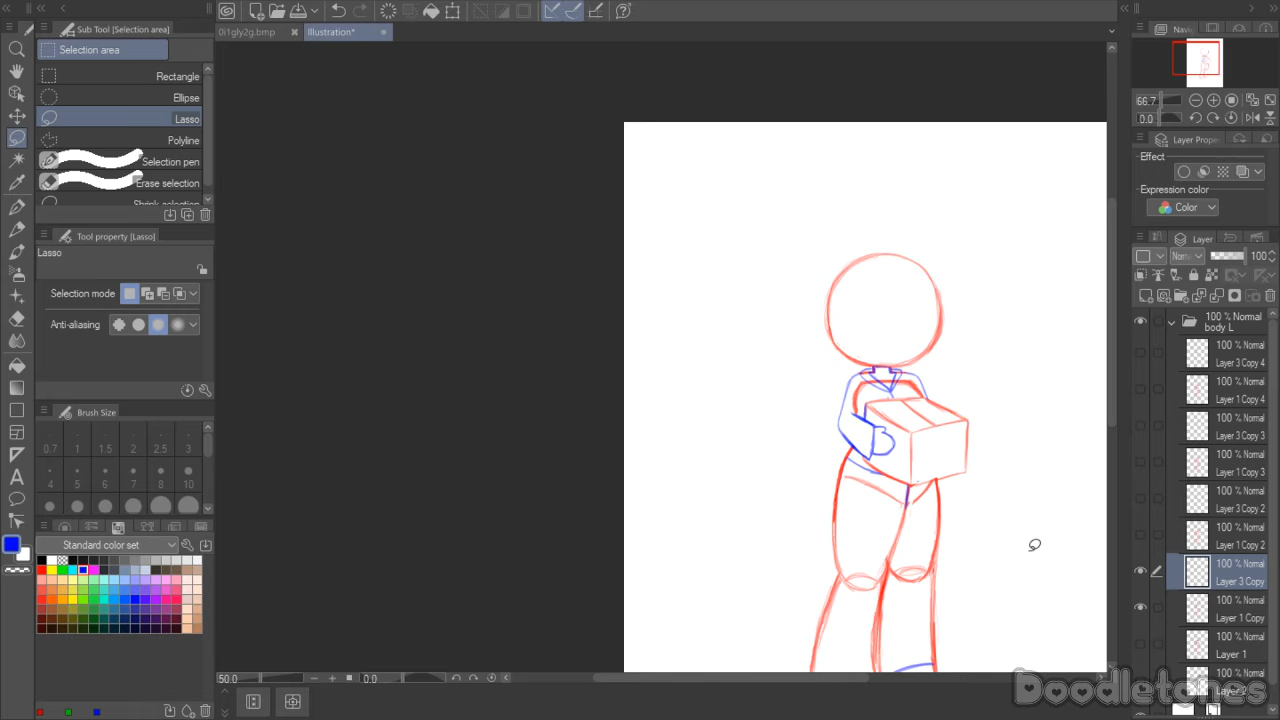 Sub Tool [Selection area]
Selection area
Rectangle
Ellipse
Lasso
Polyline
Selection pen
Erase selection
Shrink selection
Tool property [Lasso]
Lasso
Selection mode
Anti-aliasing
Brush Size
0.7 1 1.5 2 2.5 3
4 5 6 7 8 10
Standard color set
0i1gly2g.bmp
Illustration*
50.0
0.0
Navi
66.7
0.0
Layer Prope
Effect
Expression color
Color
Layer
Norm
100
100 % Normal
body L
100 % Normal
Layer 3 Copy 4
100 % Normal
Layer 1 Copy 4
100 % Normal
Layer 3 Copy 3
100 % Normal
Layer 1 Copy 3
100 % Normal
Layer 3 Copy 2
100 % Normal
Layer 1 Copy 2
100 % Normal
Layer 3 Copy
100 % Normal
Layer 1 Copy
100 % Normal
Layer 1
100 % Normal
Doodletones